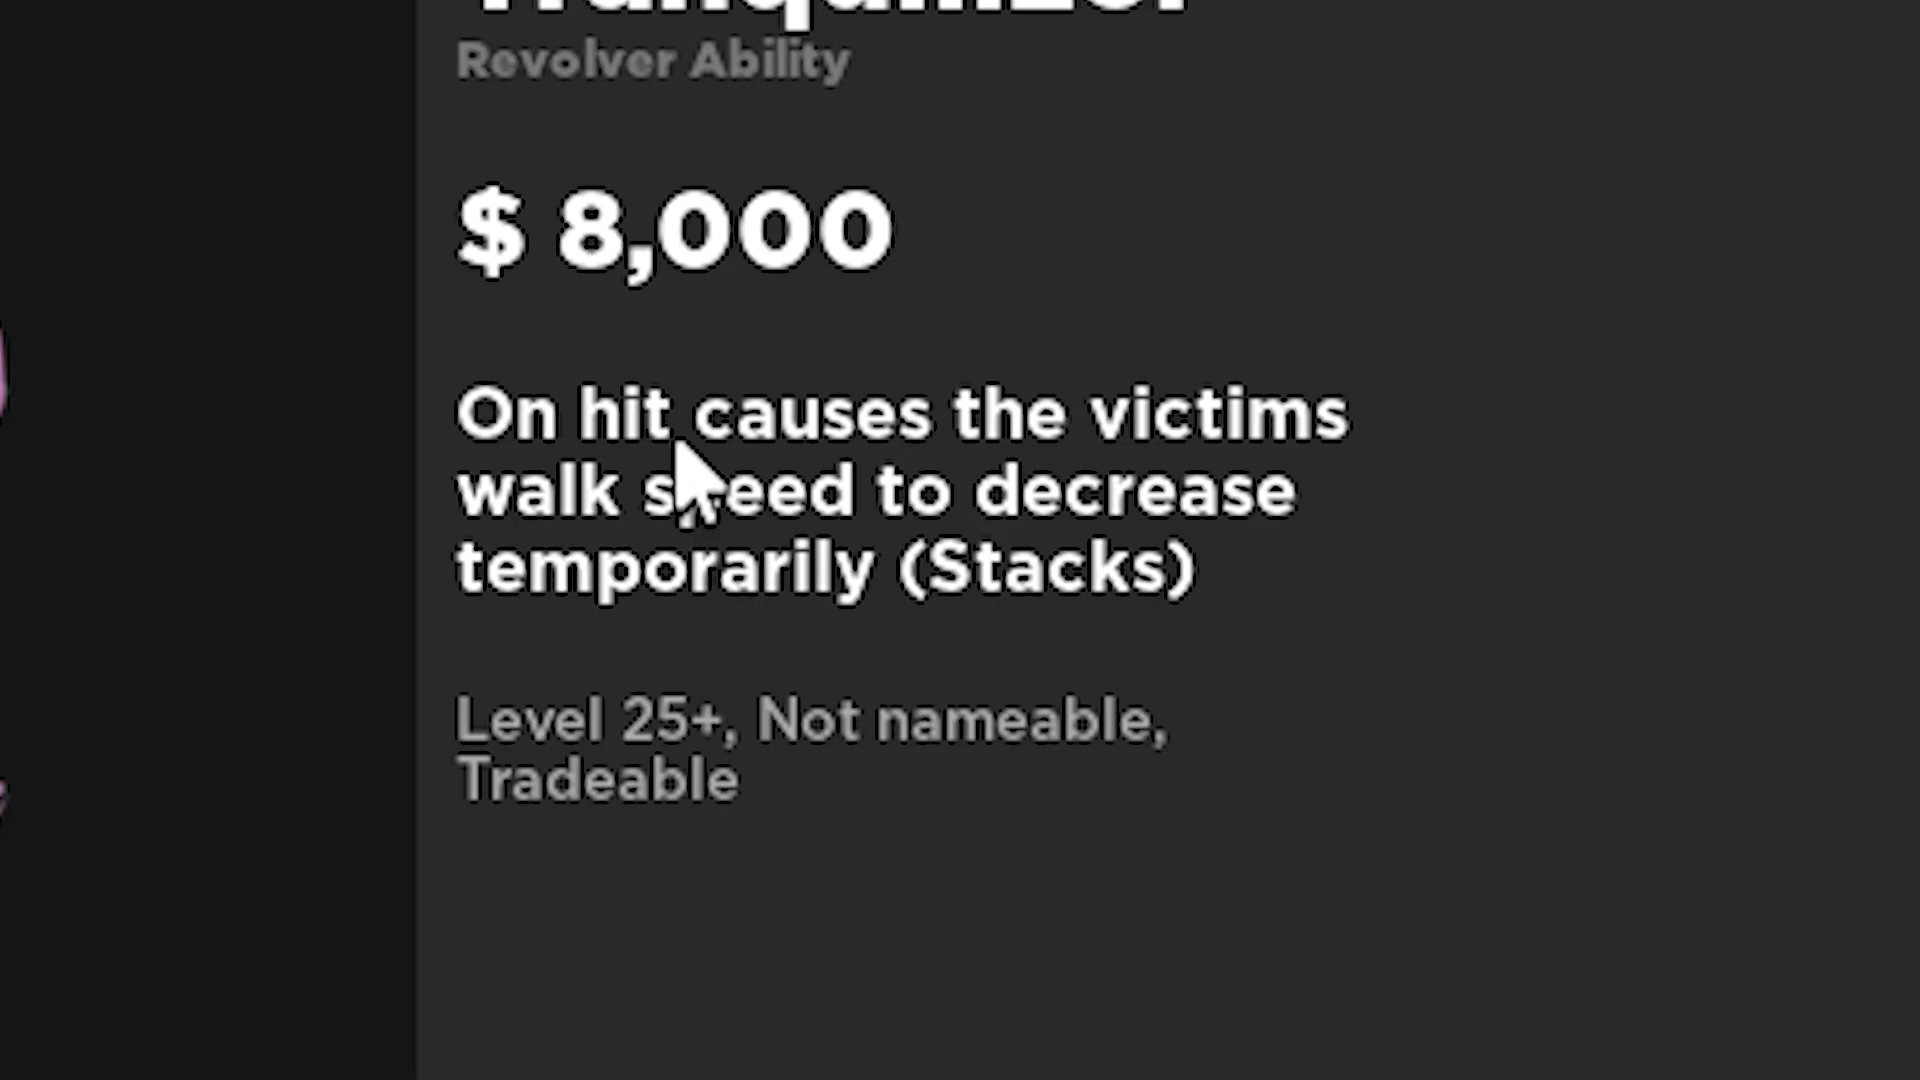 Tranquilizer
Revolver Ability
$ 8,000
On hit causes the victims
walk speed to decrease
temporarily (Stacks)
Level 25+, Not nameable,
Tradeable